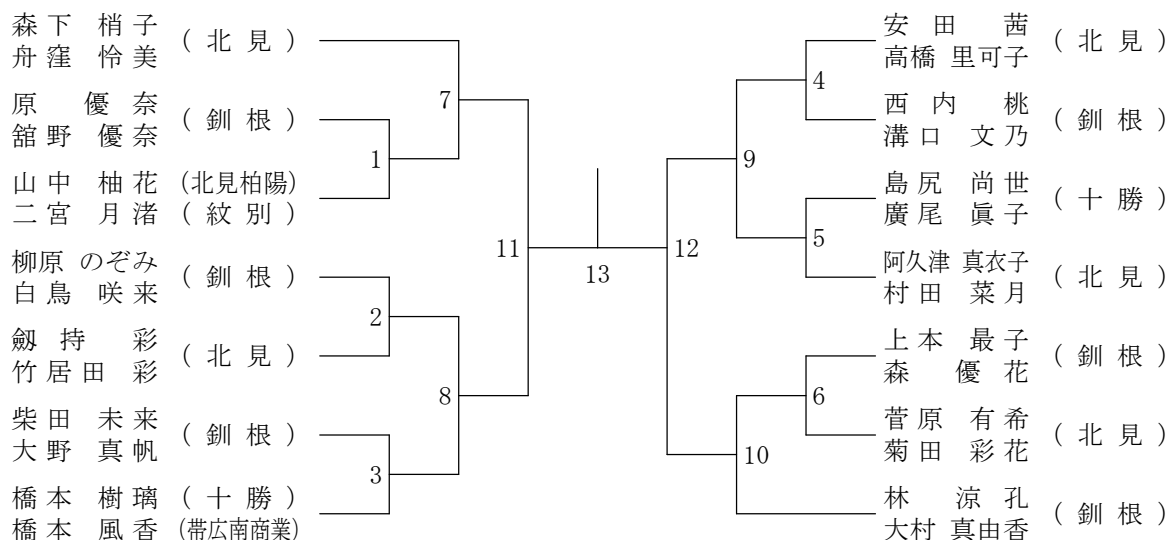 森下 梢子 (北見)
舟窪 怜美
原 優奈 (釧根)
舘野 優奈
山中 柚花 (北見柏陽)
二宮 月渚 (紋別)
柳原 のぞみ (釧根)
白鳥 咲来
劔持 彩 (北見)
竹居田 彩
柴田 未来 (釧根)
大野 真帆
橋本 樹璃 (十勝)
橋本 風香 (帯広南商業)
7
1
11
2
8
3
13
12
4
9
5
6
10
安田 茜 (北見)
高橋 里可子
西内 桃 (釧根)
溝口 文乃
島尻 尚世 (十勝)
廣尾 眞子
阿久津 真衣子 (北見)
村田 菜月
上本 最子 (釧根)
森 優花
菅原 有希 (北見)
菊田 彩花
林 涼孔 (釧根)
大村 真由香